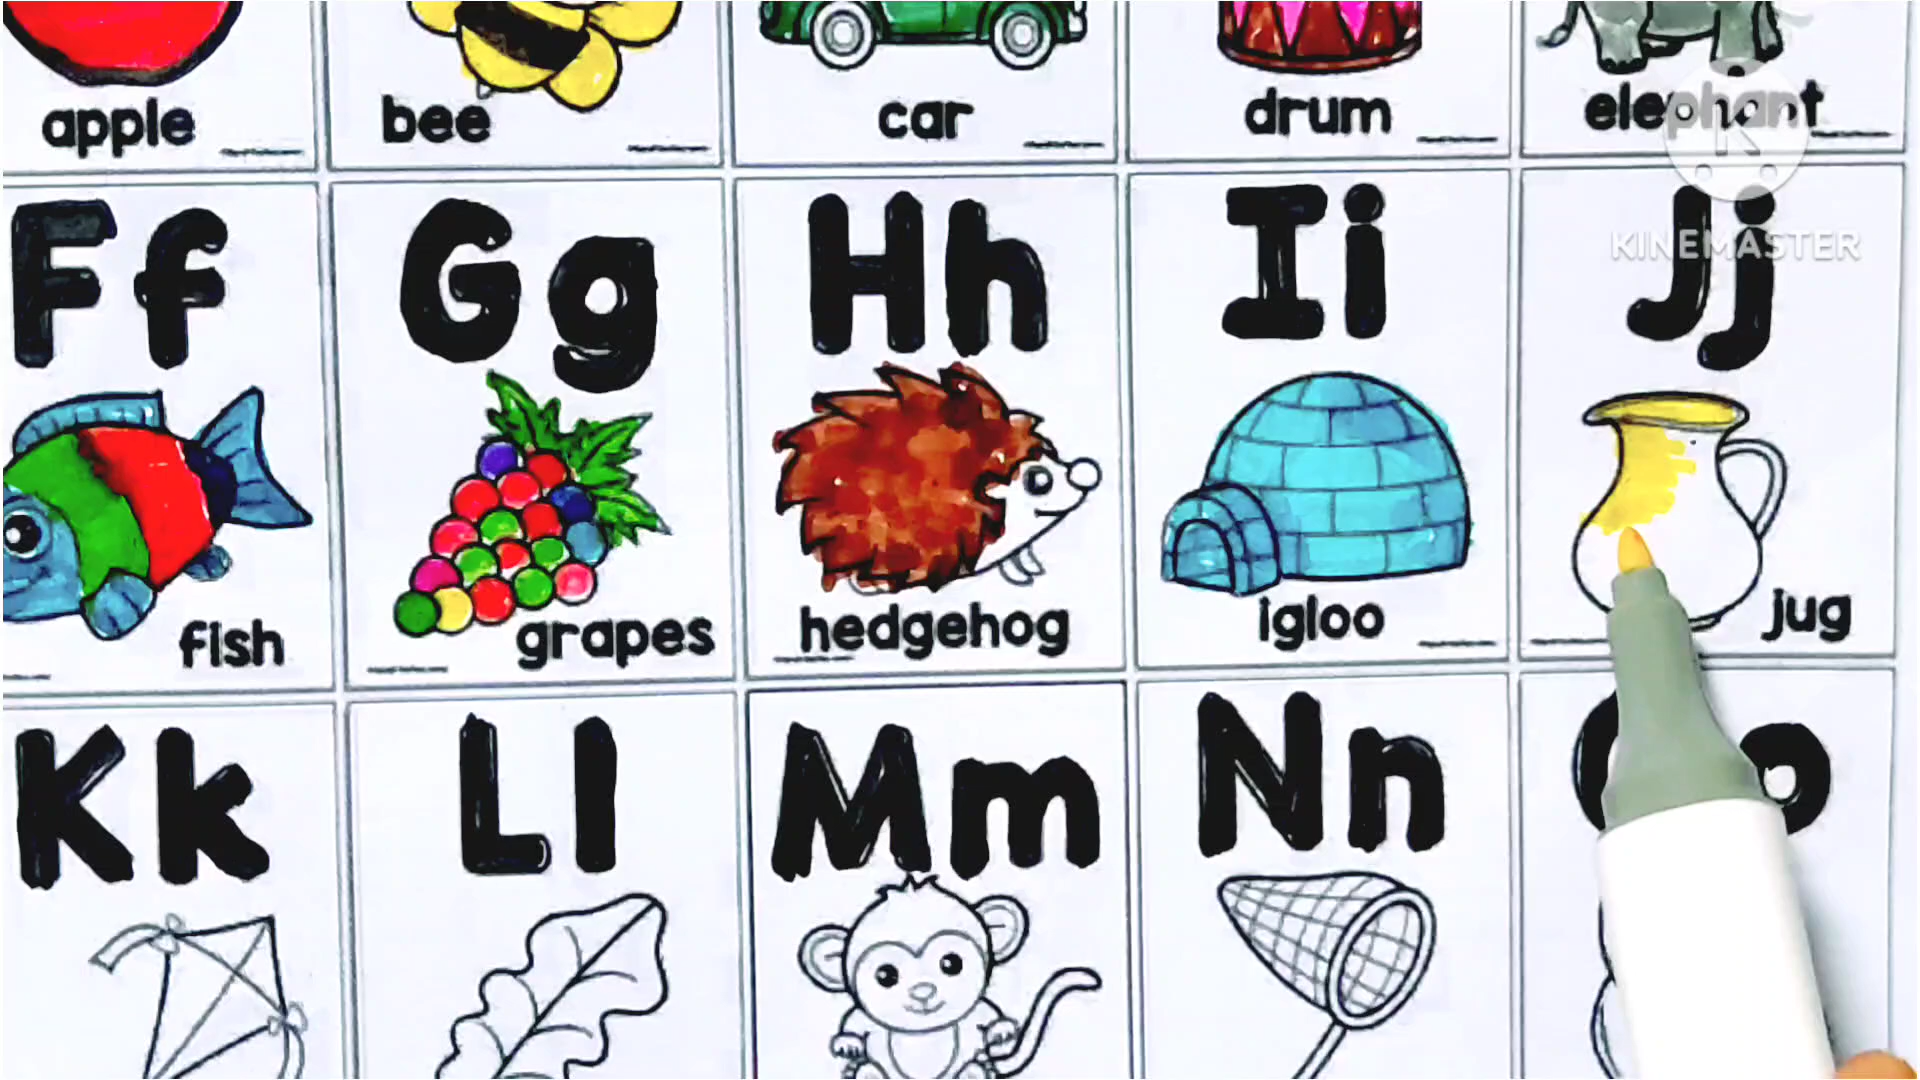 apple bee car drum elephant
KINEMASTER
Ff Gg Hh Ii Jj
fish grapes hedgehog igloo jug
Kk Ll Mm Nn